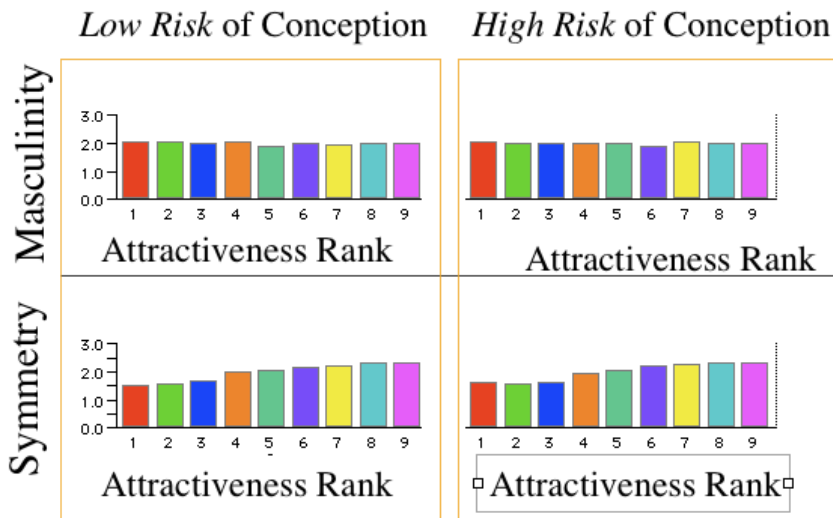 Low Risk of Conception
High Risk of Conception
Masculinity
3.0
2.0
1.0
0.0
1 2 3 4 5 6 7 8 9
Attractiveness Rank
1 2 3 4 5 6 7 8 9
Attractiveness Rank
Symmetry
3.0
2.0
1.0
0.0
1 2 3 4 5 6 7 8 9
Attractiveness Rank
1 2 3 4 5 6 7 8 9
Attractiveness Rank